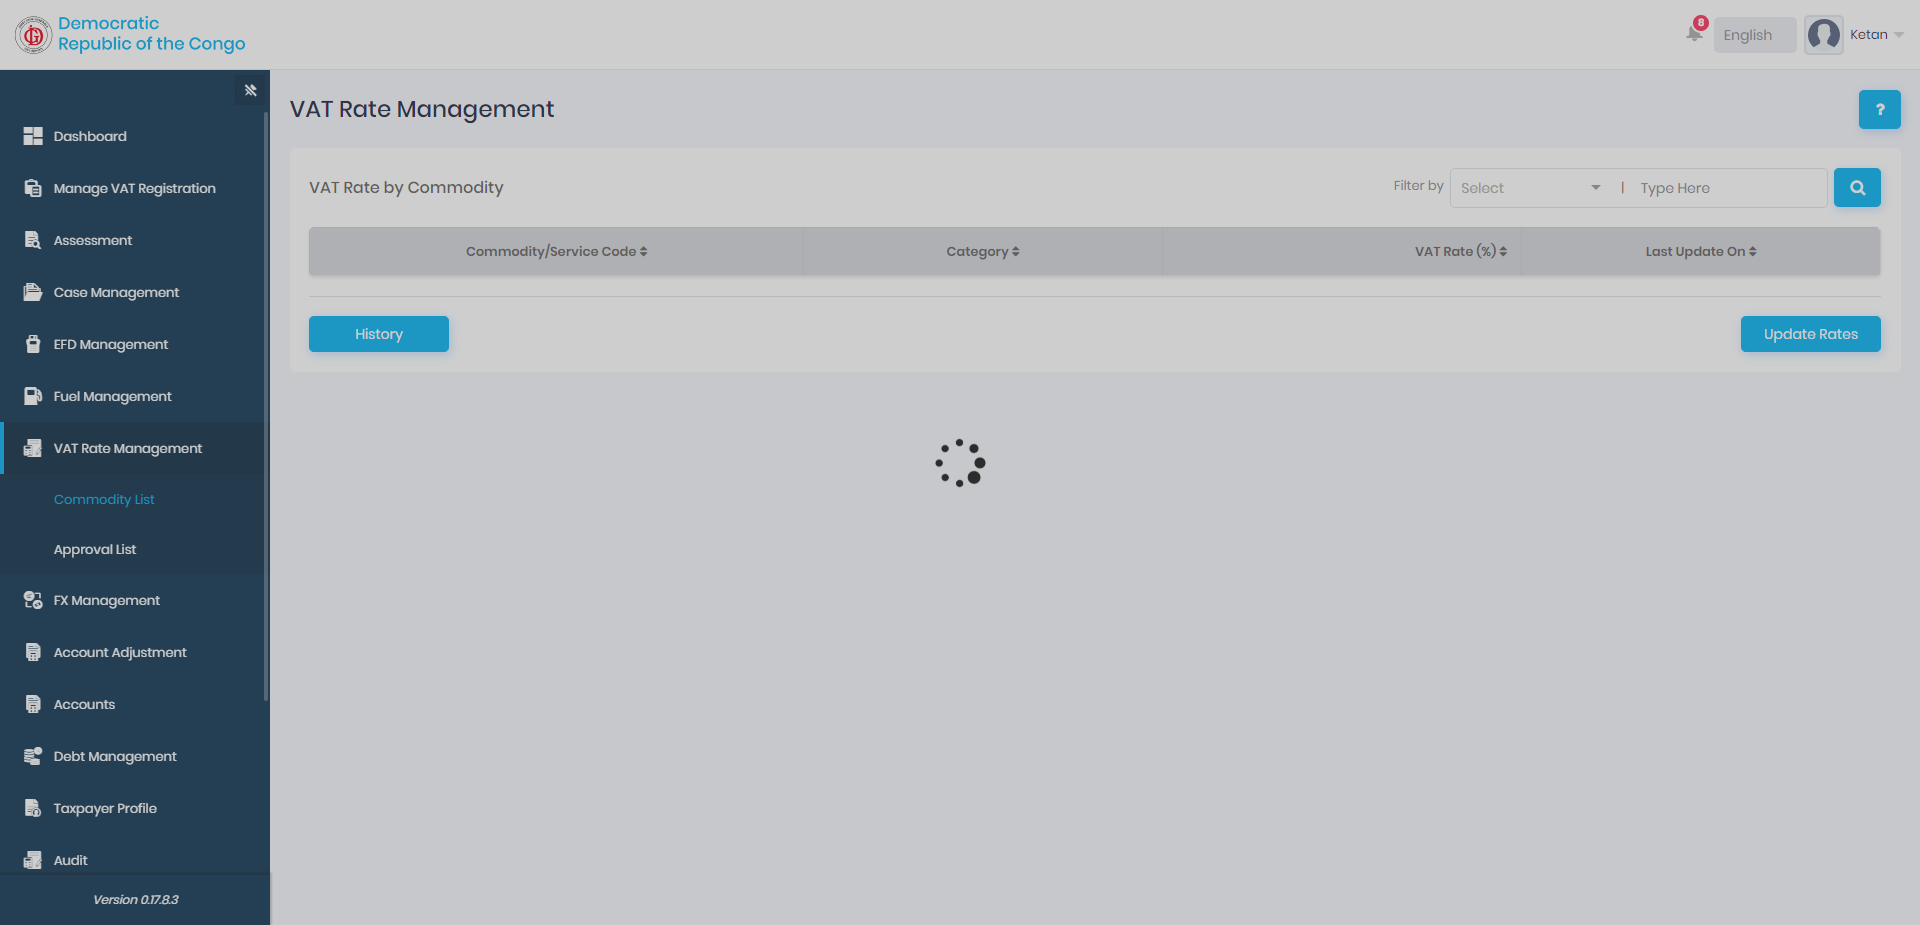 Democratic
Republic of the Congo
8
English
Ketan
Dashboard
Manage VAT Registration
Assessment
Case Management
EFD Management
Fuel Management
VAT Rate Management
Commodity List
Approval List
FX Management
Account Adjustment
Accounts
Debt Management
Taxpayer Profile
Audit
Version 0.17.8.3
VAT Rate Management
?
VAT Rate by Commodity
Filter by
Select
|
Type Here
Commodity/Service Code
Category
VAT Rate (%)
Last Update On
History
Update Rates